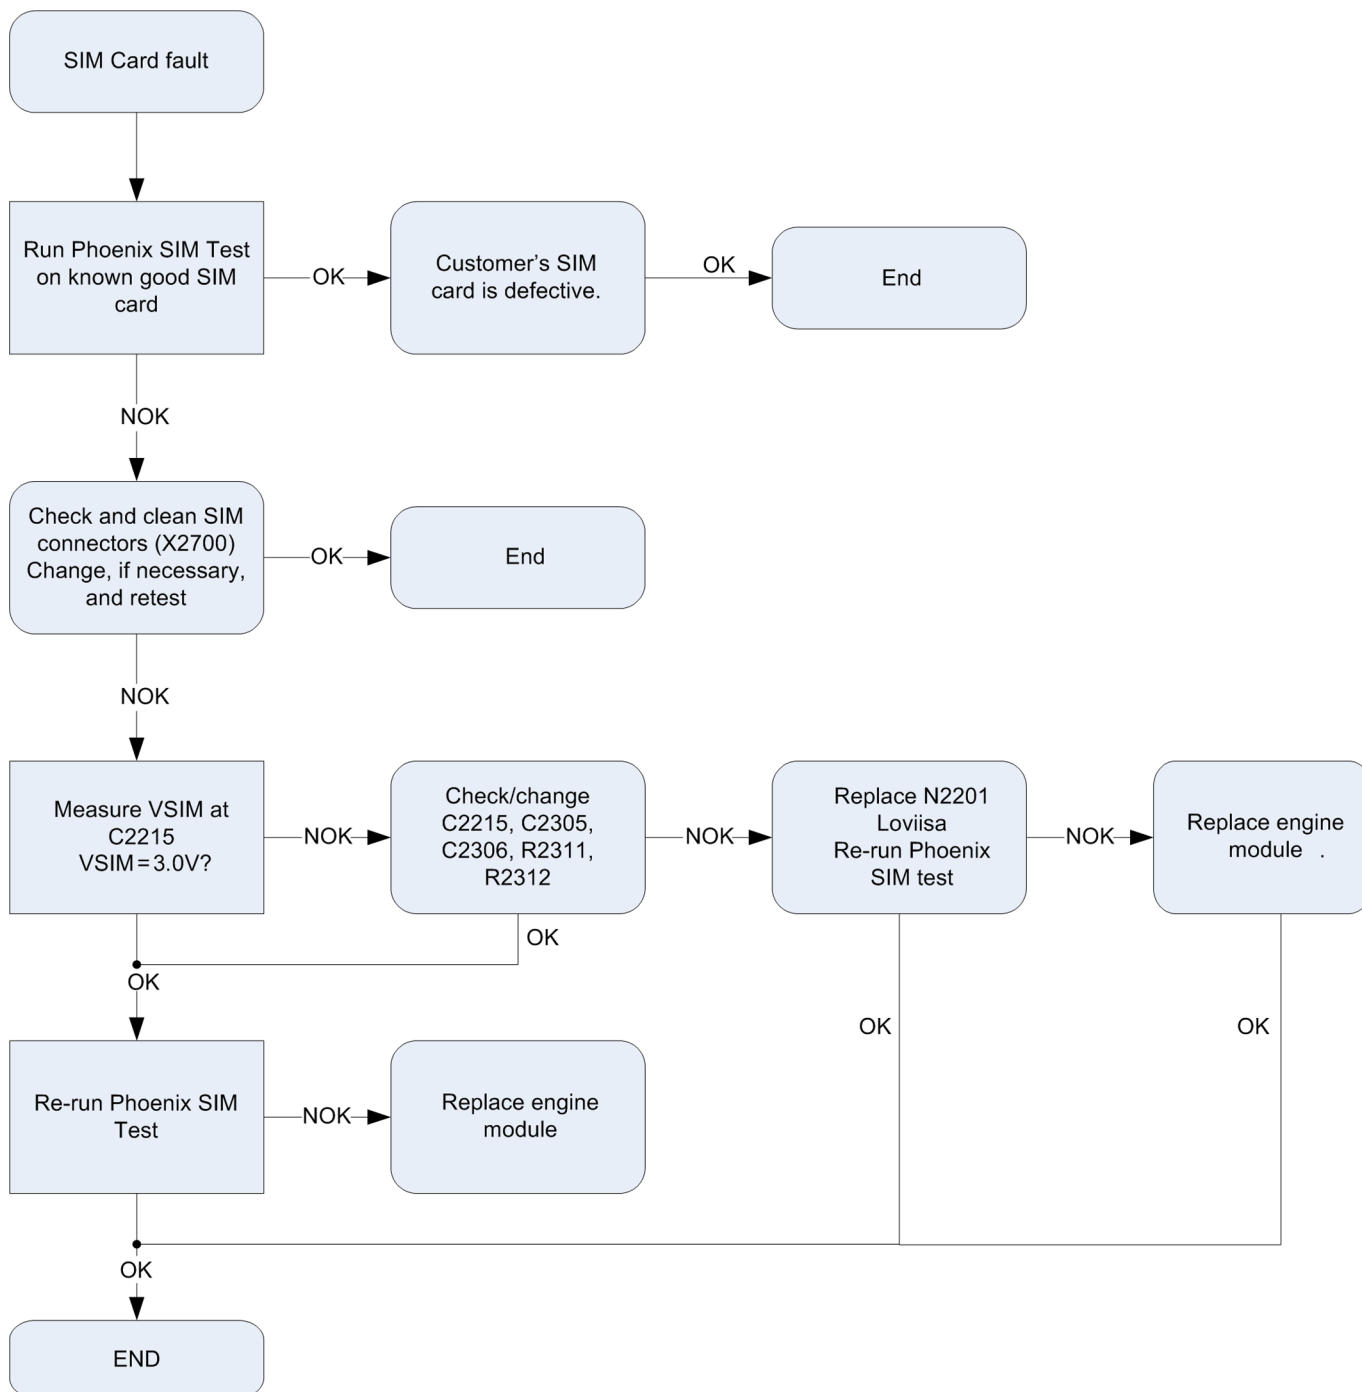 SIM Card fault
Run Phoenix SIM Test
on known good SIM
card
OK
Customer's SIM
card is defective.
OK
End
NOK
Check and clean SIM
connectors (X2700)
Change, if necessary,
and retest
OK
End
NOK
Measure VSIM at
C2215
VSIM=3.0V?
NOK
Check/change
C2215, C2305,
C2306, R2311,
R2312
NOK
Replace N2201
Loviisa
Re-run Phoenix
SIM test
NOK
Replace engine
module .
OK
OK
OK
OK
Re-run Phoenix SIM
Test
NOK
Replace engine
module
OK
END